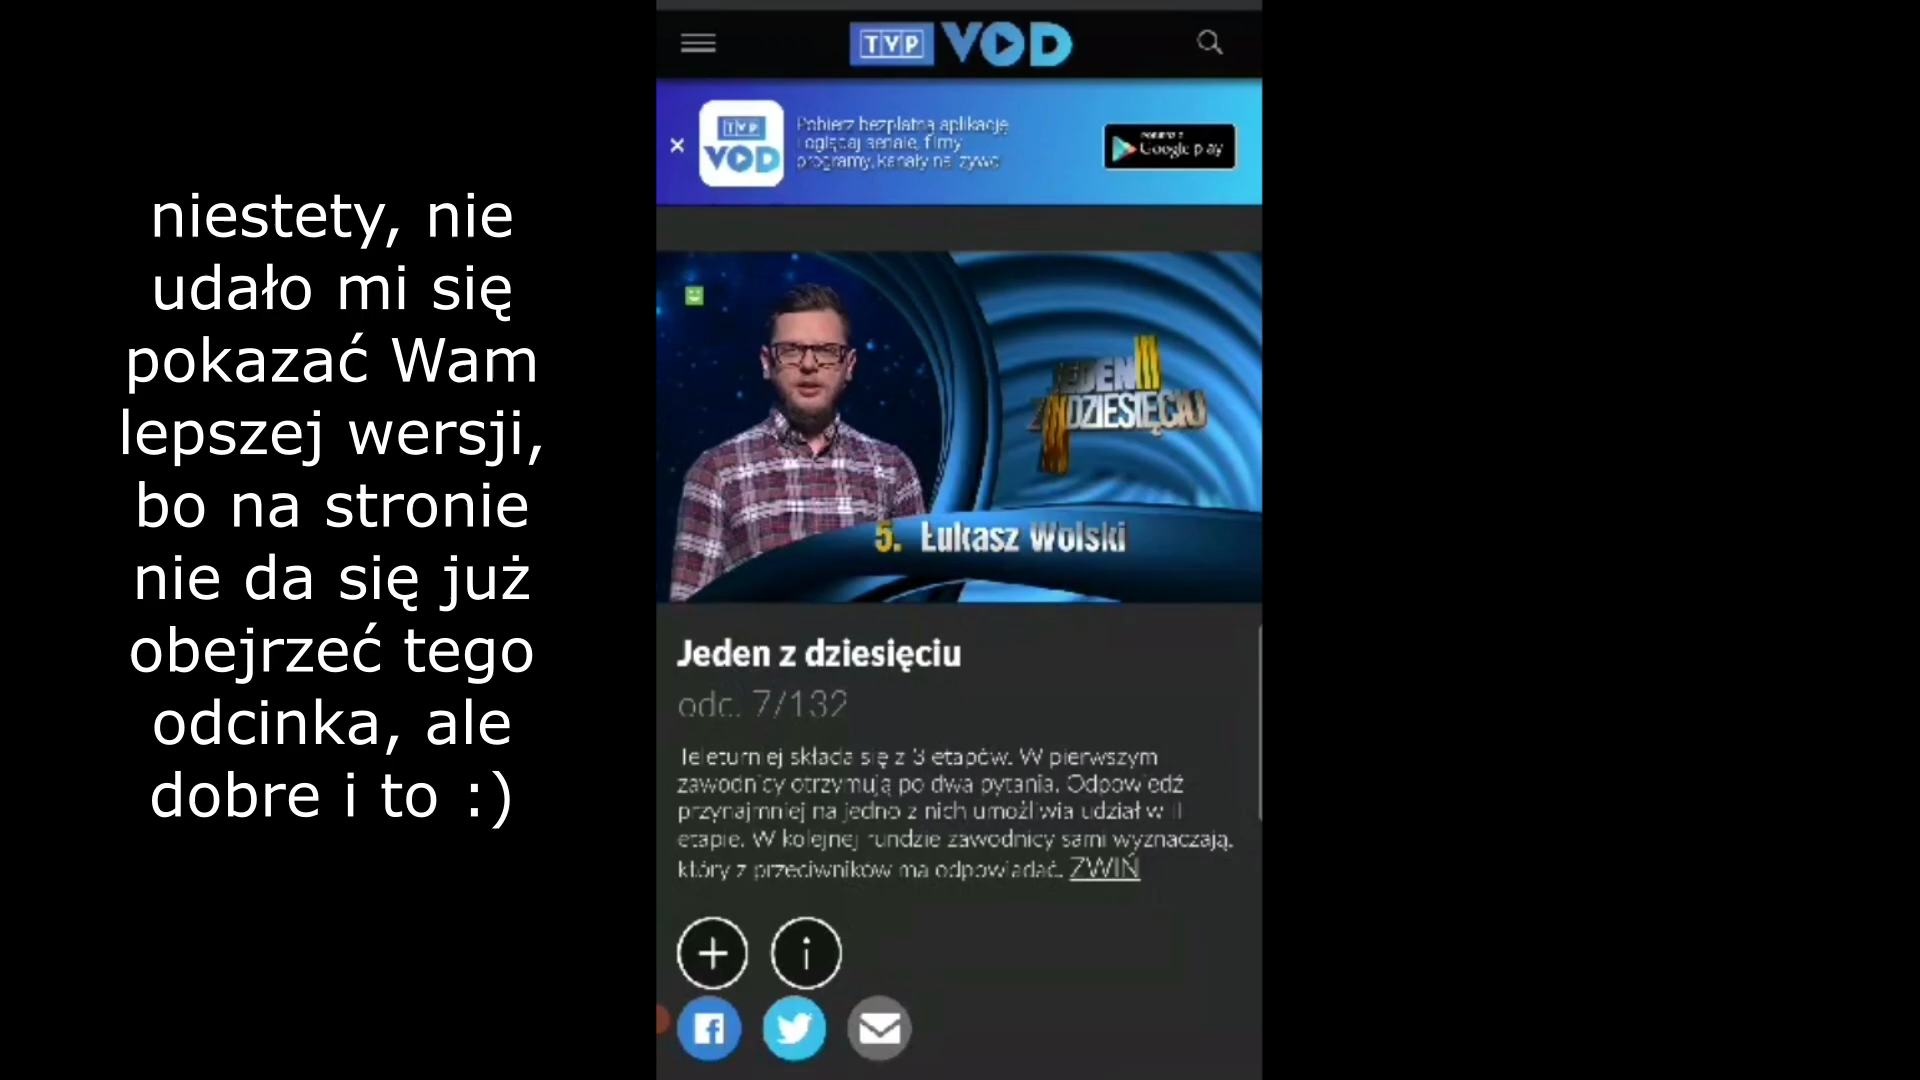 niestety, nie
udało mi się
pokazać Wam
lepszej wersji,
bo na stronie
nie da się już
obejrzeć tego
odcinka, ale
dobre i to :)
TVP VOD
TVP
VOD
Pobierz bezpłatną aplikację
i oglądaj seriale, filmy
programy, kanały na żywo
POBIERZ Z
Google play
JEDEN
Z DZIESIĘCIU
5. Łukasz Wolski
Jeden z dziesięciu
odc. 7/132
Teleturniej składa się z 3 etapów. W pierwszym
zawodnicy otrzymują po dwa pytania. Odpowiedź
przynajmniej na jedno z nich umożliwia udział w II
etapie. W kolejnej rundzie zawodnicy sami wyznaczają,
który z przeciwników ma odpowiadać. ZWIŃ